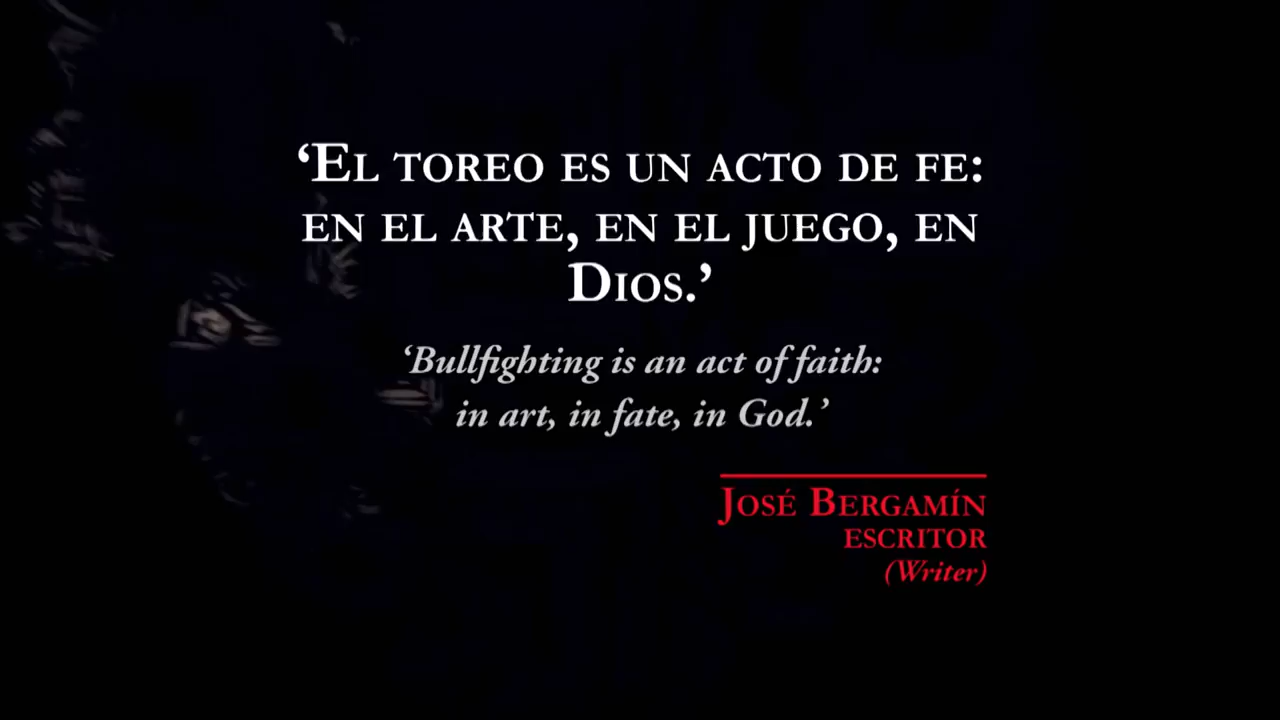 ‘El toreo es un acto de fe:
en el arte, en el juego, en
Dios.’
‘Bullfighting is an act of faith:
in art, in fate, in God.’
José Bergamín
escritor
(Writer)